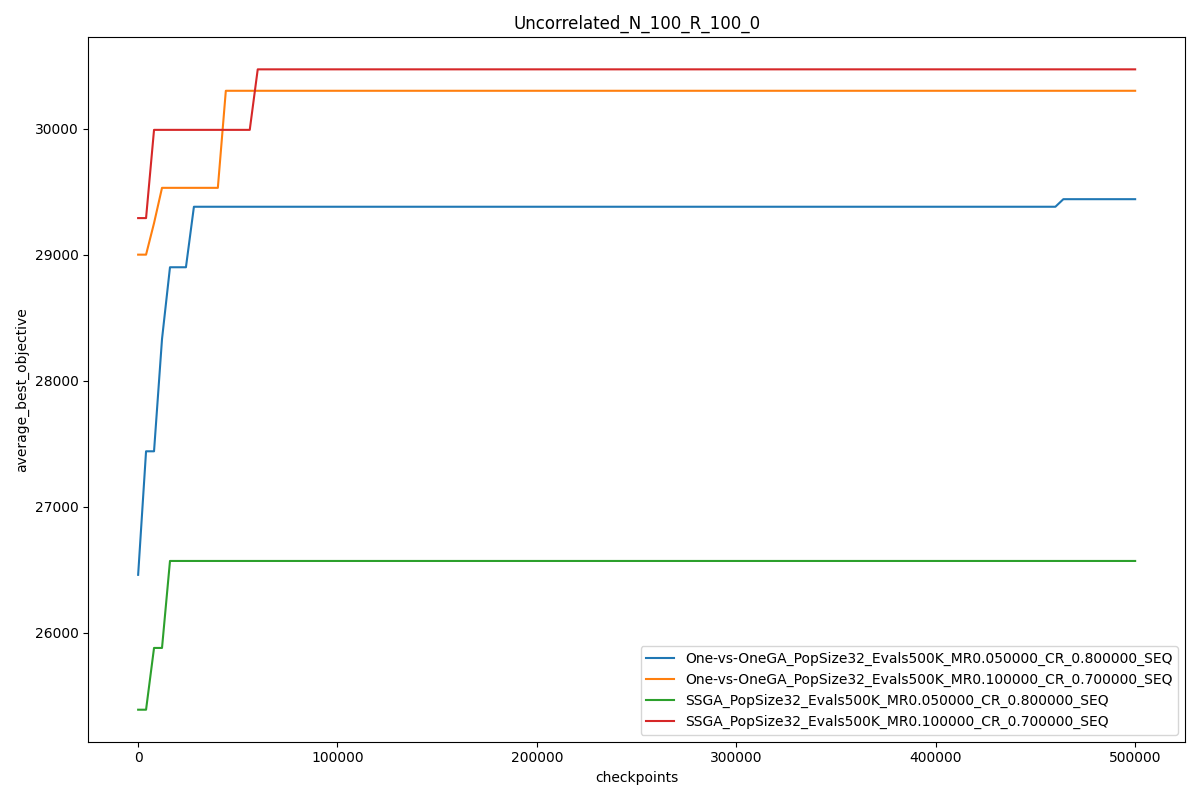 Uncorrelated_N_100_R_100_0
average_best_objective
30000
29000
28000
27000
26000
One-vs-OneGA_PopSize32_Evals500K_MR0.050000_CR_0.800000_SEQ
One-vs-OneGA_PopSize32_Evals500K_MR0.100000_CR_0.700000_SEQ
SSGA_PopSize32_Evals500K_MR0.050000_CR_0.800000_SEQ
SSGA_PopSize32_Evals500K_MR0.100000_CR_0.700000_SEQ
0 100000 200000 300000 400000 500000
checkpoints